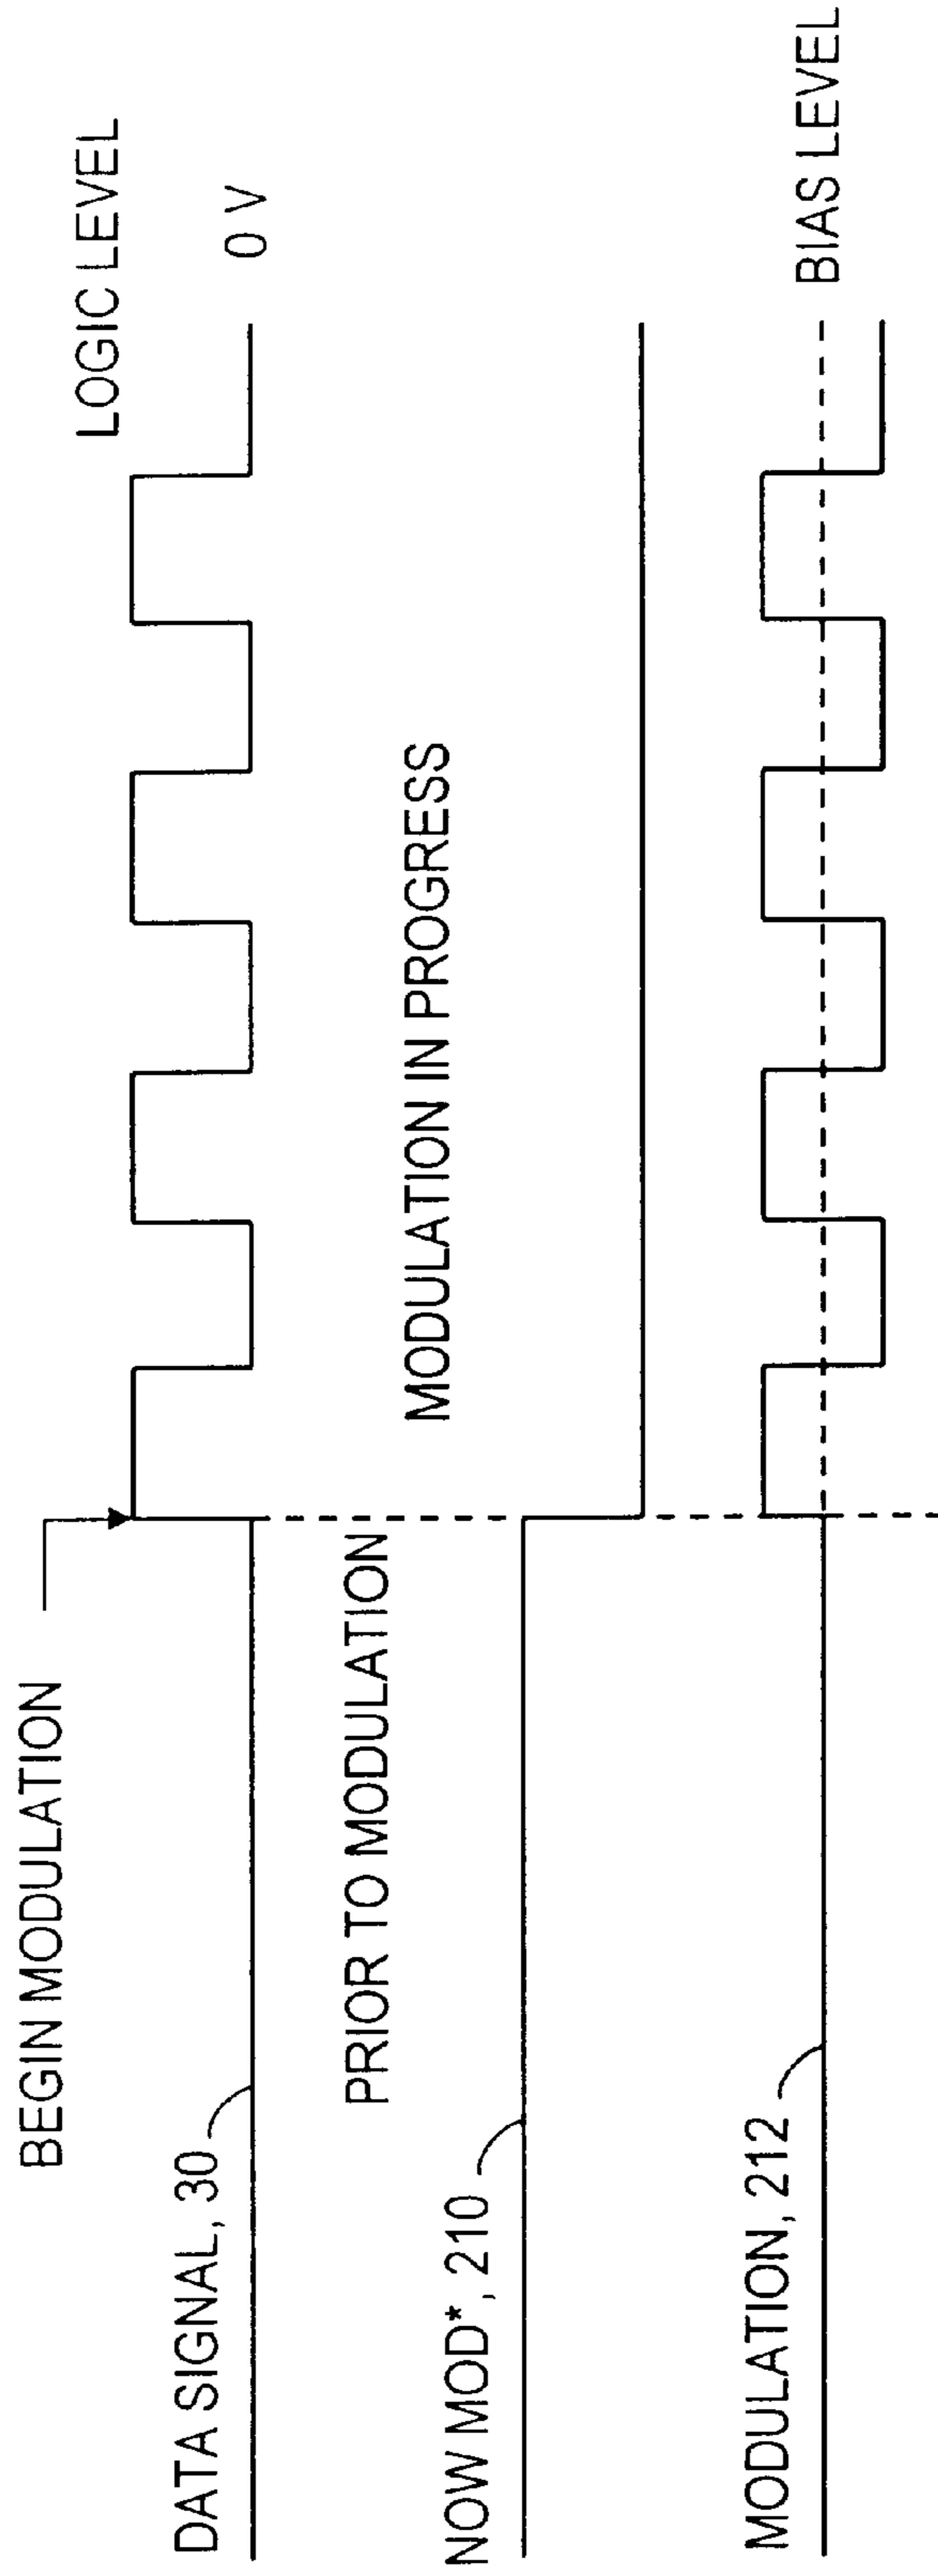 BEGIN MODULATION
LOGIC LEVEL
DATA SIGNAL, 30
0 V
PRIOR TO MODULATION
MODULATION IN PROGRESS
NOW MOD*, 210
MODULATION, 212
BIAS LEVEL